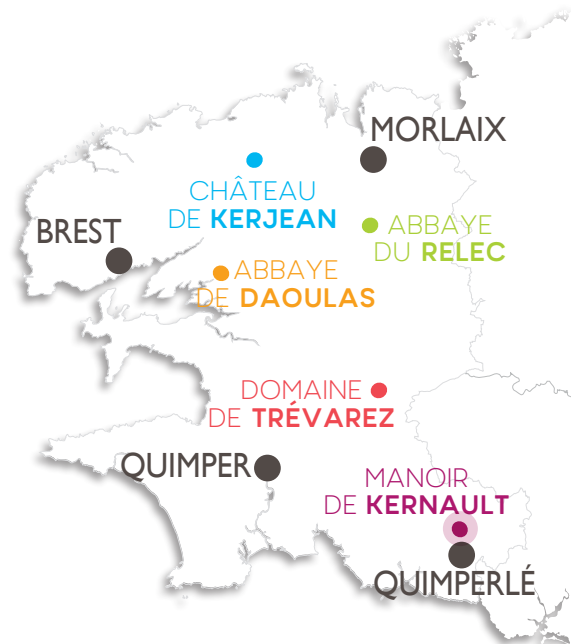 MORLAIX
CHÂTEAU
DE KERJEAN
BREST
ABBAYE
DU RELEC
ABBAYE
DE DAOULAS
DOMAINE
DE TRÉVAREZ
QUIMPER
MANOIR
DE KERNAULT
QUIMPERLÉ